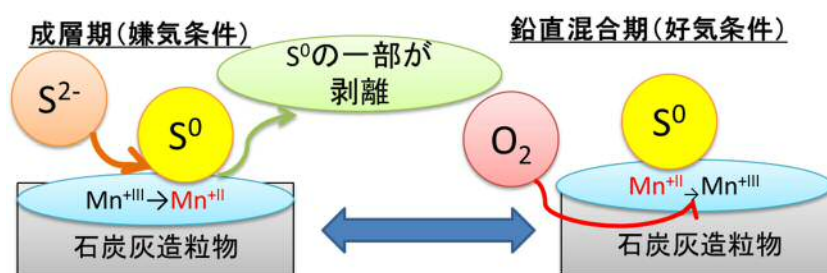 成層期(嫌気条件)
S²⁻
S⁰
S⁰の一部が
剥離
Mn⁺ᴵᴵᴵ→Mn⁺ᴵᴵ
石炭灰造粒物
鉛直混合期(好気条件)
O₂
S⁰
Mn⁺ᴵᴵ→Mn⁺ᴵᴵᴵ
石炭灰造粒物